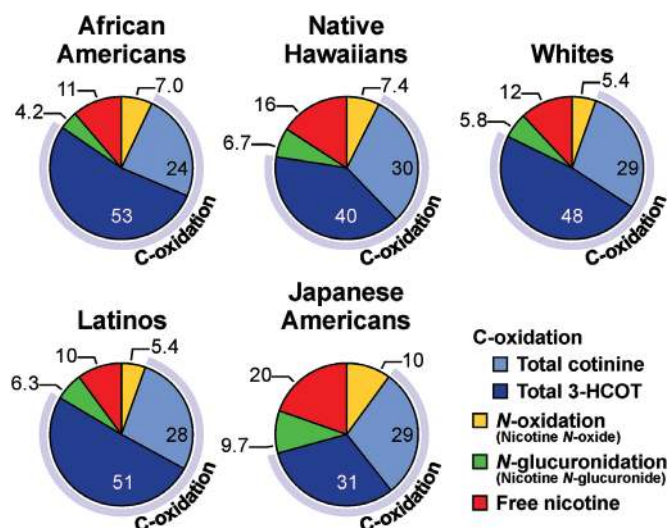 African
Americans
11
7.0
4.2
24
53
C-oxidation
Native
Hawaiians
16
7.4
6.7
30
40
C-oxidation
Whites
12
5.4
5.8
29
48
C-oxidation
Latinos
10
5.4
6.3
28
51
C-oxidation
Japanese
Americans
20
10
9.7
29
31
C-oxidation
C-oxidation
Total cotinine
Total 3-HCOT
N-oxidation
(Nicotine N-oxide)
N-glucuronidation
(Nicotine N-glucuronide)
Free nicotine